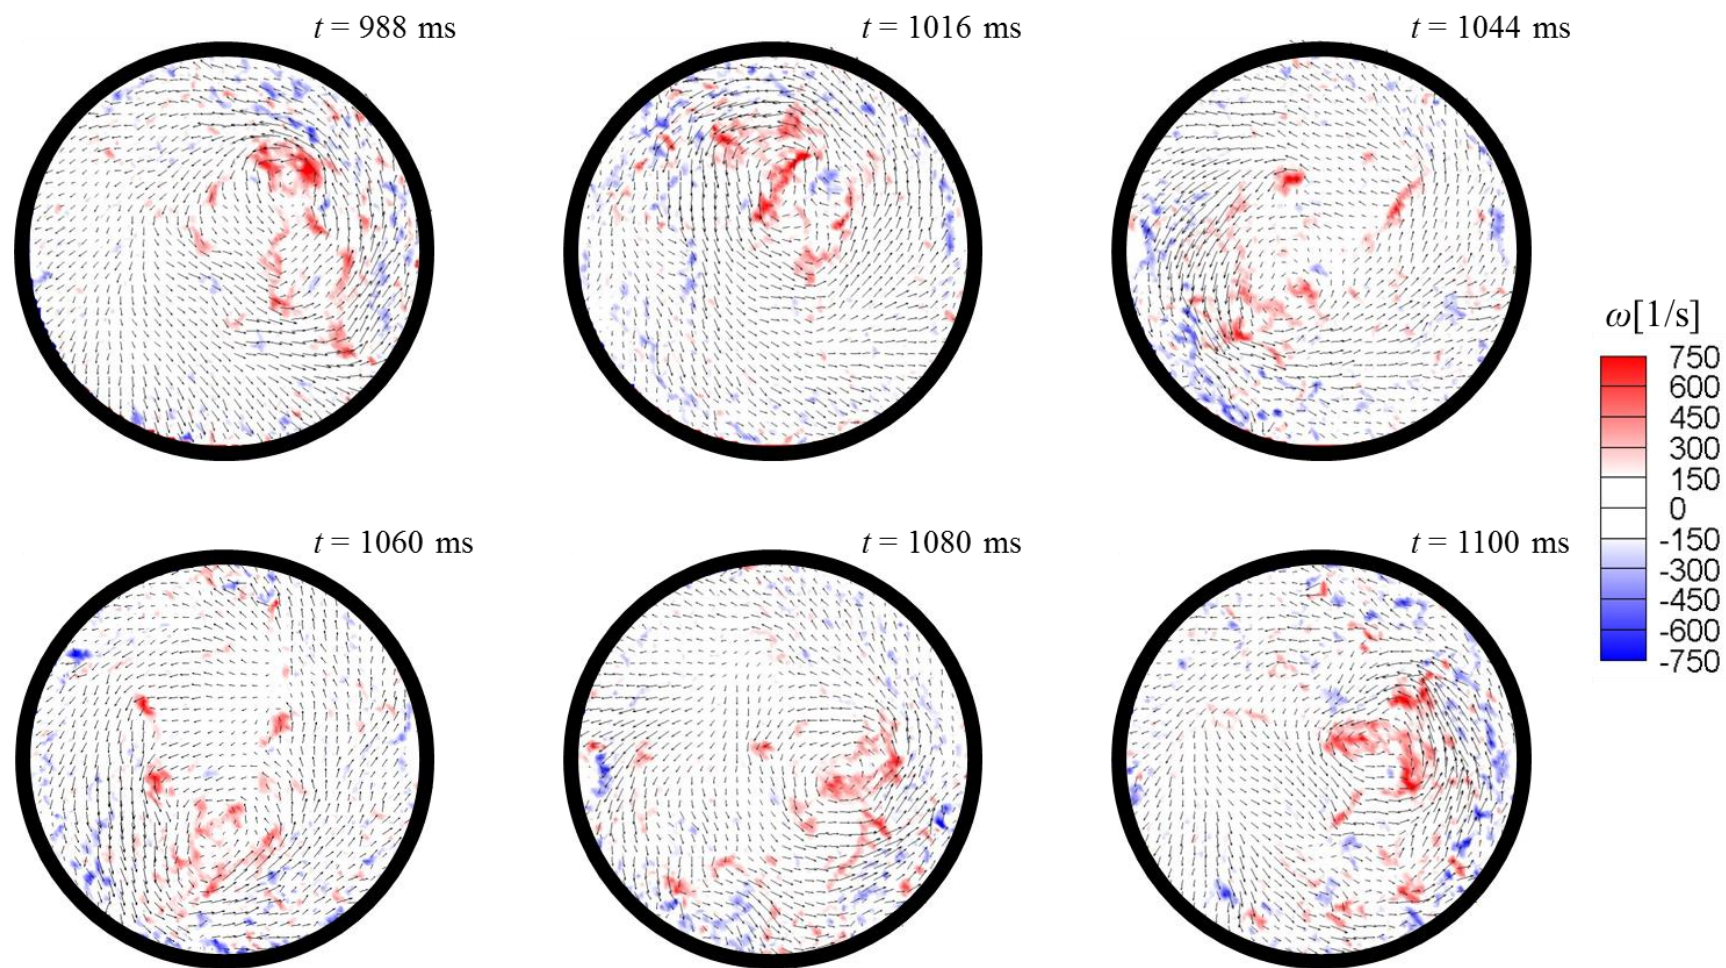 t = 988 ms
t = 1016 ms
t = 1044 ms
t = 1060 ms
t = 1080 ms
t = 1100 ms
ω[1/s]
750
600
450
300
150
0
-150
-300
-450
-600
-750